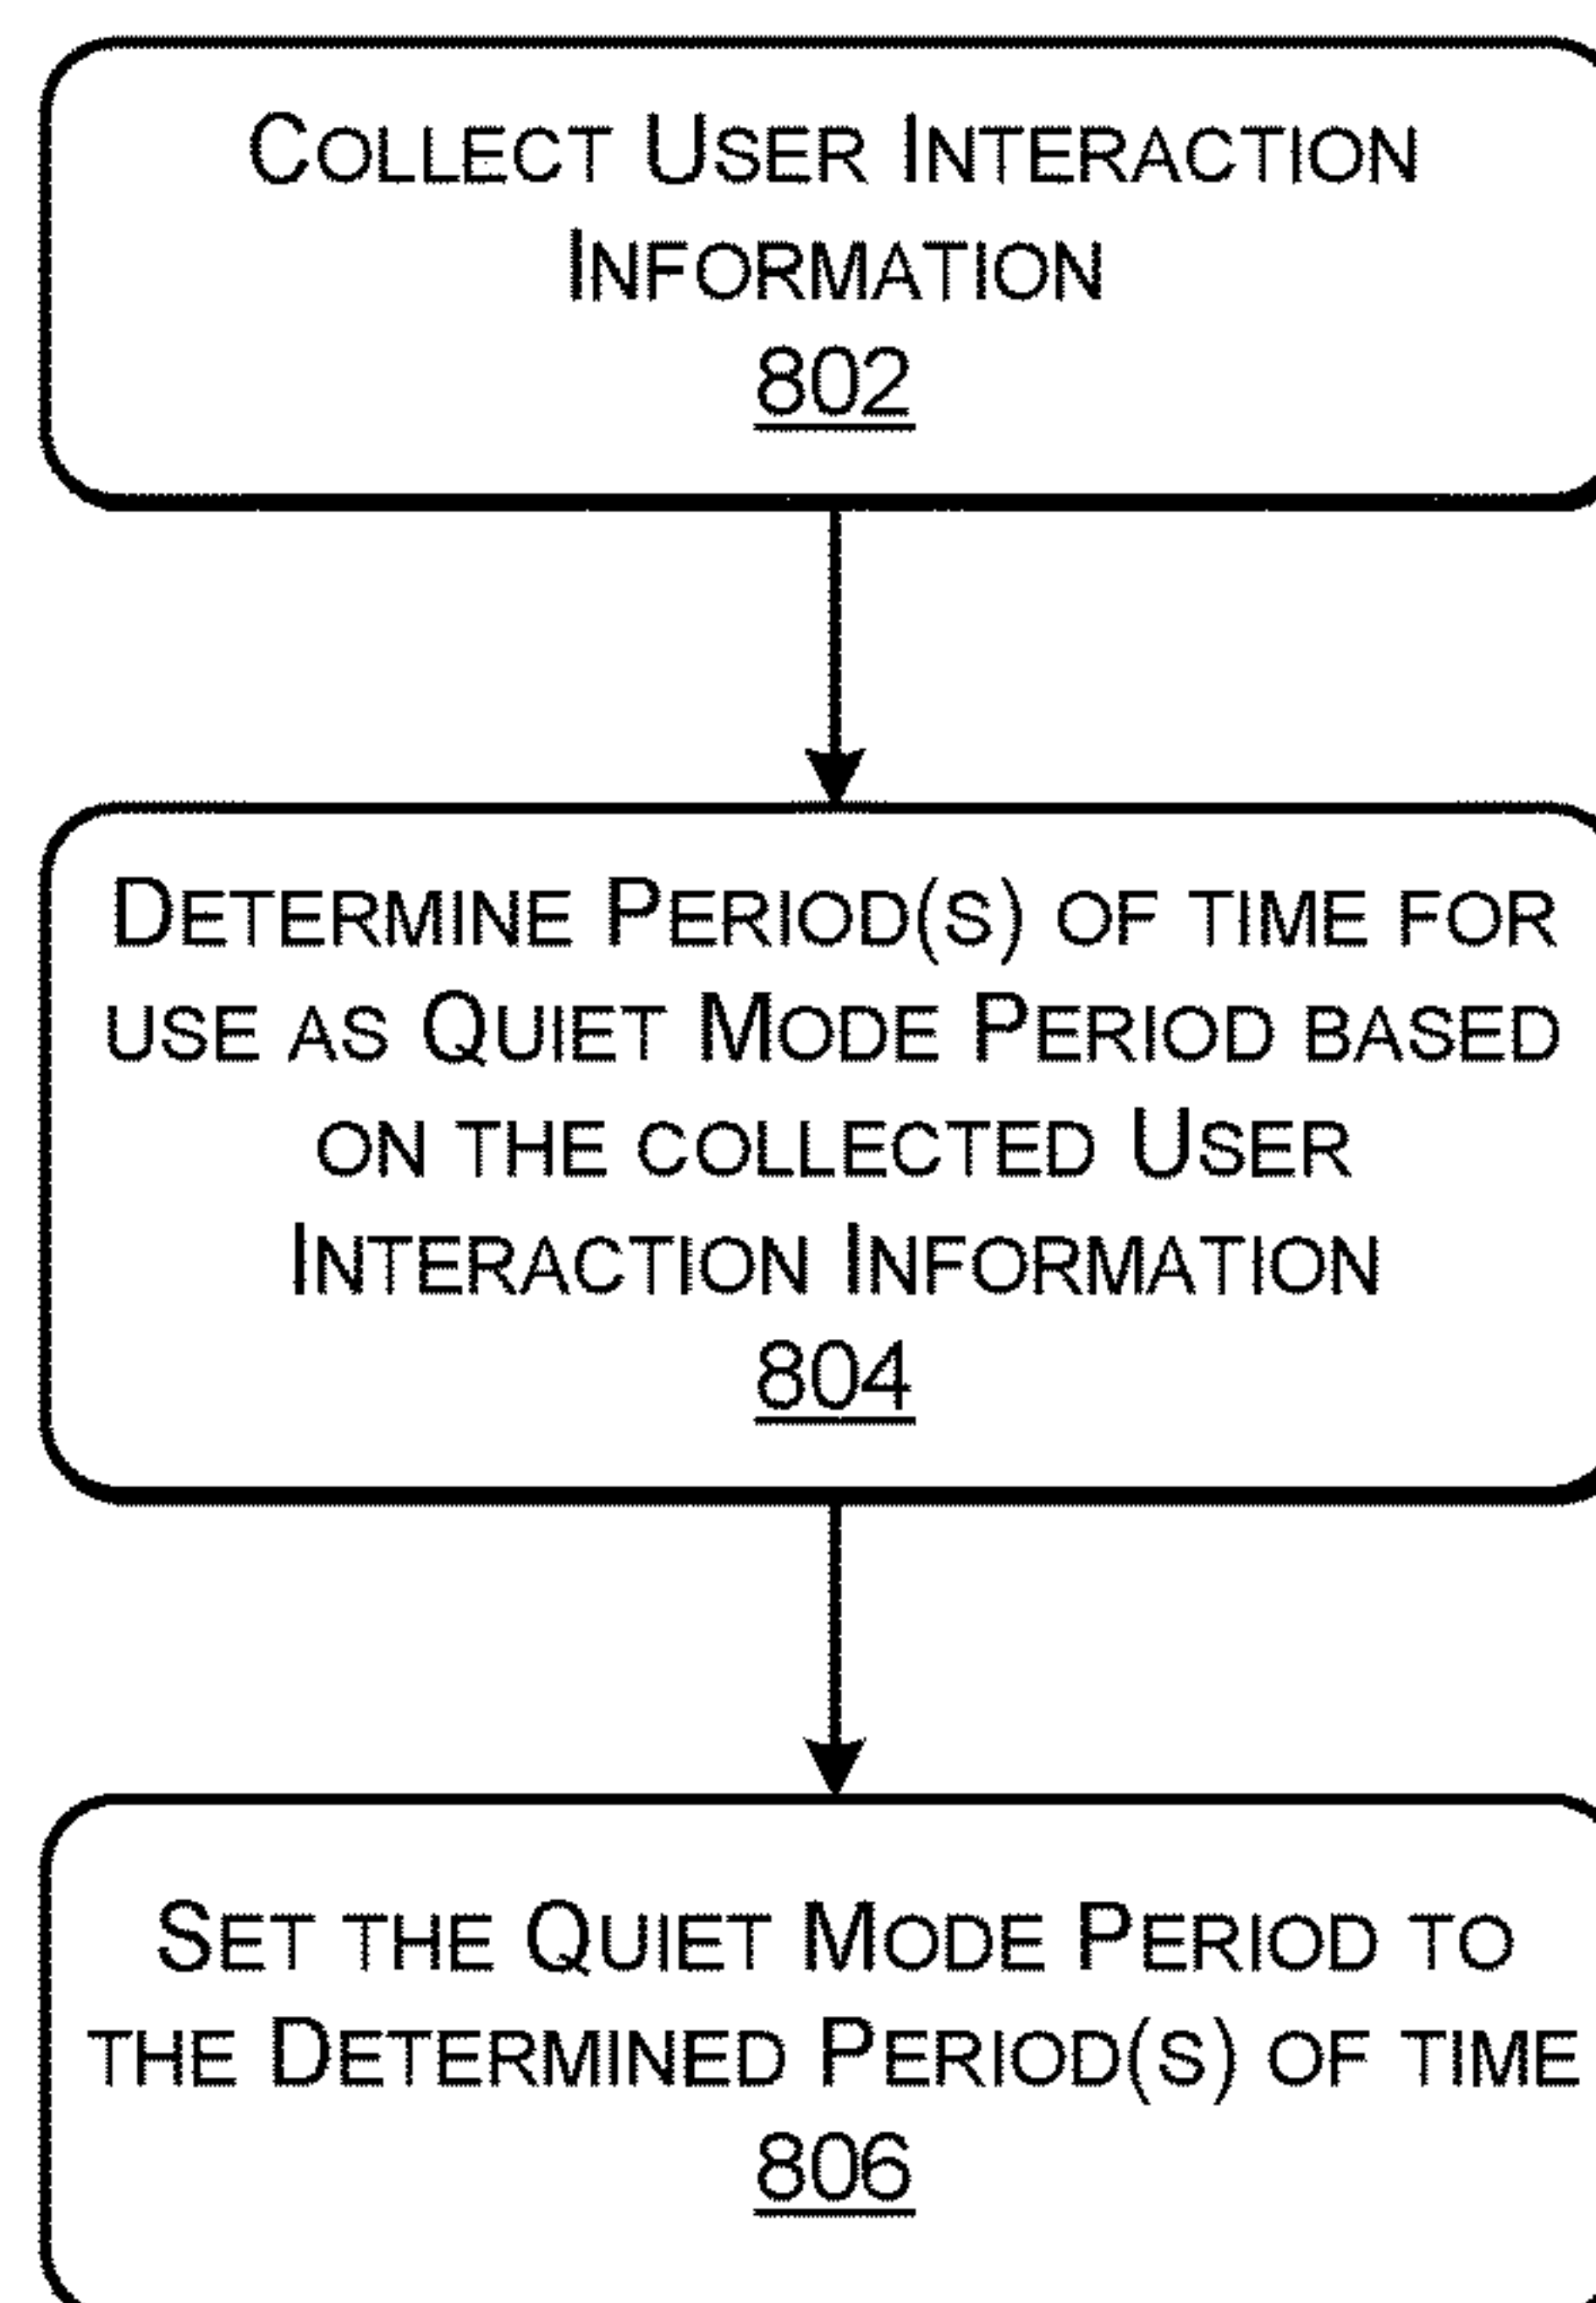 COLLECT USER INTERACTION
INFORMATION
802
DETERMINE PERIOD(S) OF TIME FOR
USE AS QUIET MODE PERIOD BASED
ON THE COLLECTED USER
INTERACTION INFORMATION
804
SET THE QUIET MODE PERIOD TO
THE DETERMINED PERIOD(S) OF TIME
806